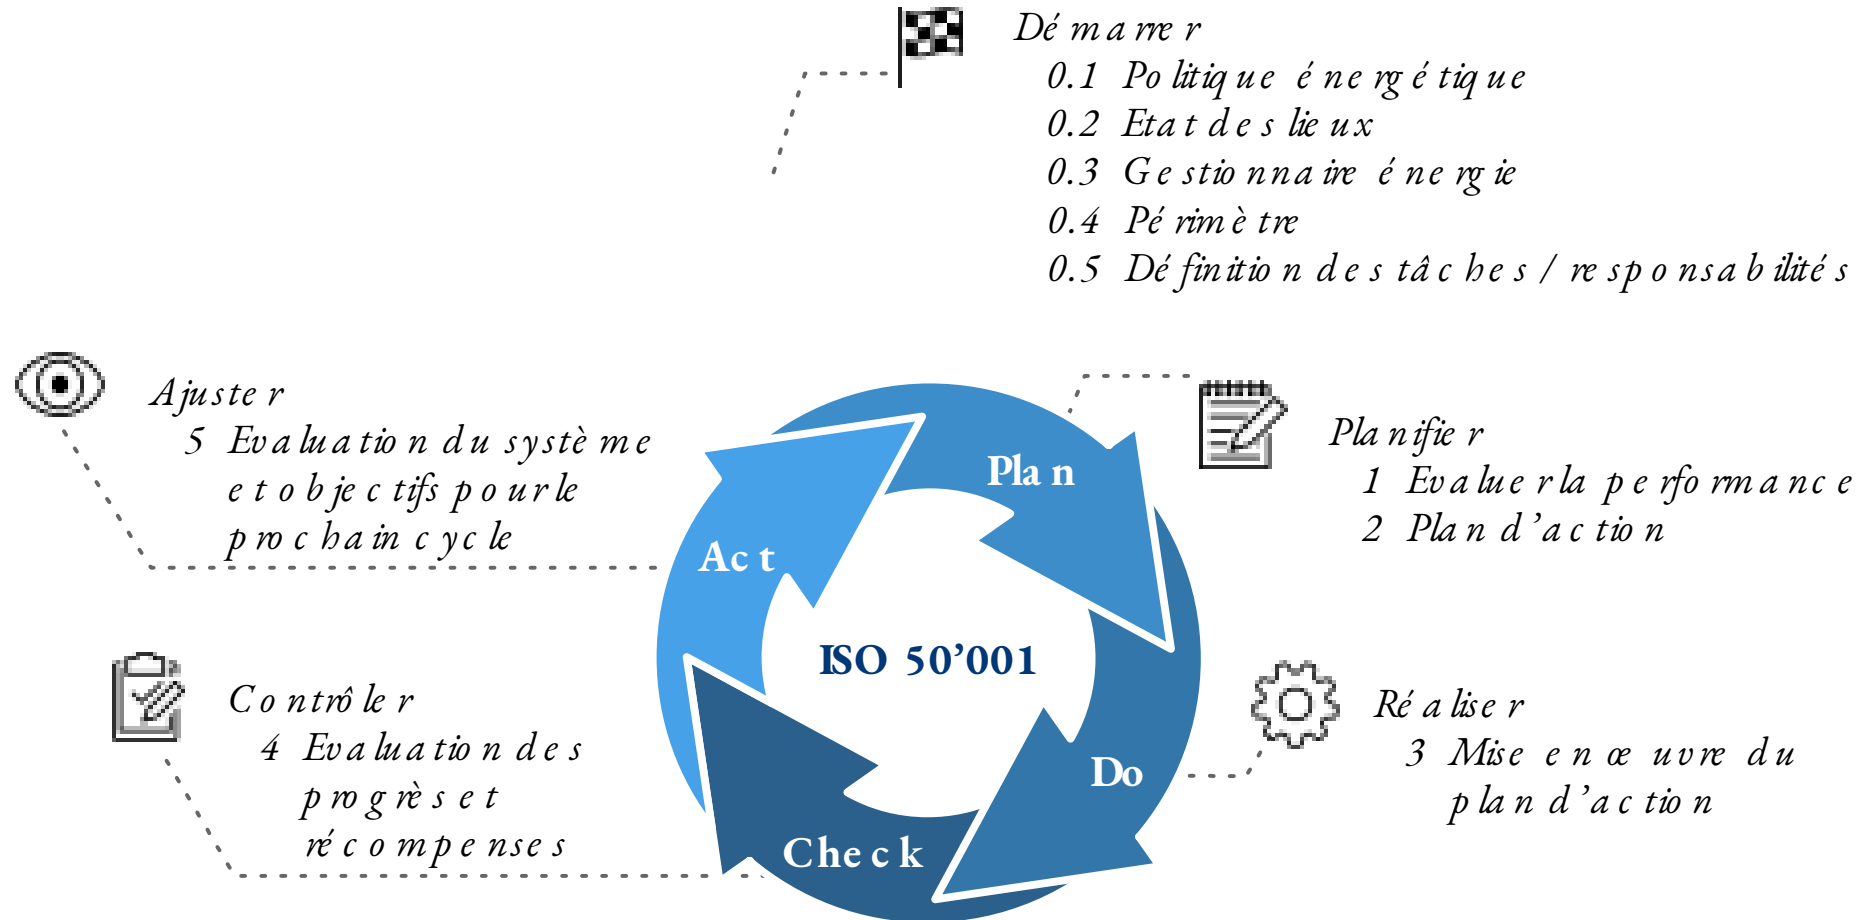 Démarrer
0.1 Politique énergétique
0.2 Etat des lieux
0.3 Gestionnaire énergie
0.4 Périmètre
0.5 Définition des tâches / responsabilités
Ajuster
5 Evaluation du système
et objectifs pour le
prochain cycle
Planifier
1 Evaluer la performance
2 Plan d’action
Plan
Act
ISO 50’001
Contrôler
4 Evaluation des
progrès et
récompenses
Réaliser
3 Mise en œuvre du
plan d’action
Do
Check